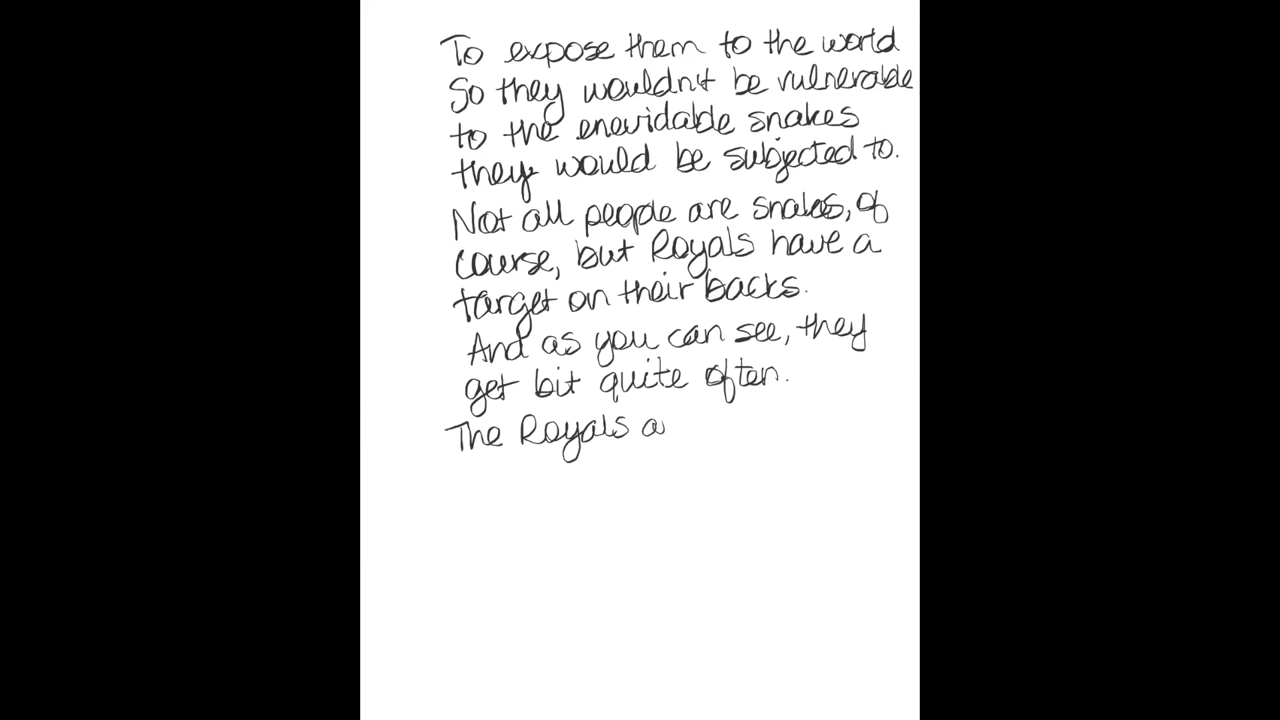 To expose them to the world
So they wouldn't be vulnerable
to the enevidable snakes
they would be subjected to.
Not all people are snakes, of
course, but Royals have a
target on their backs.
And as you can see, they
get bit quite often.
The Royals a